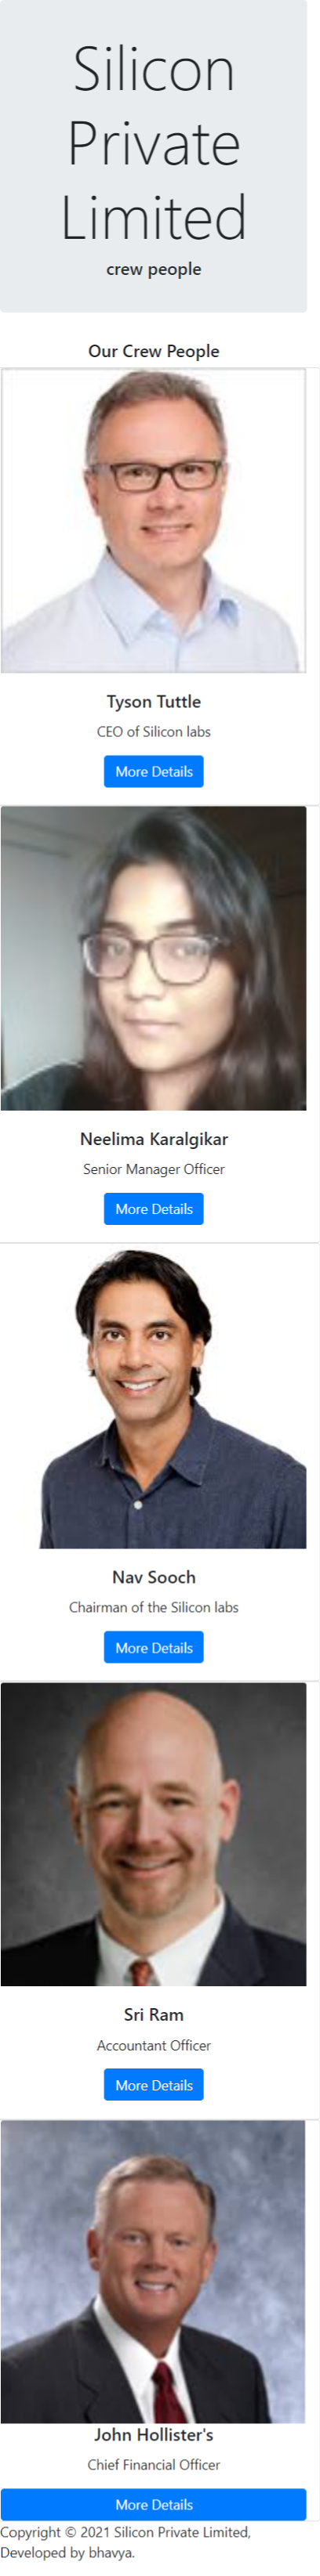 Silicon
Private
Limited
crew people
Our Crew People
Tyson Tuttle
CEO of Silicon labs
More Details
Neelima Karalgikar
Senior Manager Officer
More Details
Nav Sooch
Chairman of the Silicon labs
More Details
Sri Ram
Accountant Officer
More Details
John Hollister's
Chief Financial Officer
More Details
Copyright © 2021 Silicon Private Limited,
Developed by bhavya.